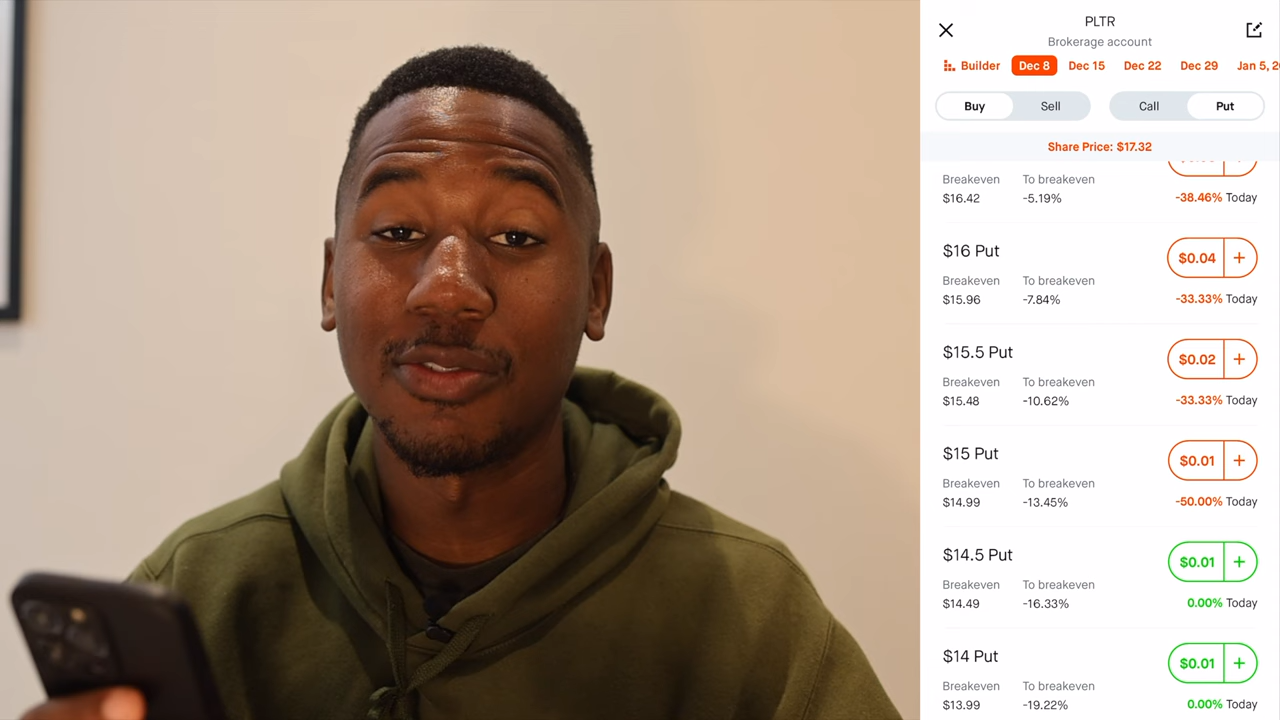 PLTR
Brokerage account
Builder Dec 8 Dec 15 Dec 22 Dec 29 Jan 5, 20
Buy Sell Call Put
Share Price: $17.32
Breakeven To breakeven
$16.42 -5.19% -38.46% Today
$16 Put $0.04 +
Breakeven To breakeven
$15.96 -7.84% -33.33% Today
$15.5 Put $0.02 +
Breakeven To breakeven
$15.48 -10.62% -33.33% Today
$15 Put $0.01 +
Breakeven To breakeven
$14.99 -13.45% -50.00% Today
$14.5 Put $0.01 +
Breakeven To breakeven
$14.49 -16.33% 0.00% Today
$14 Put $0.01 +
Breakeven To breakeven
$13.99 -19.22% 0.00% Today